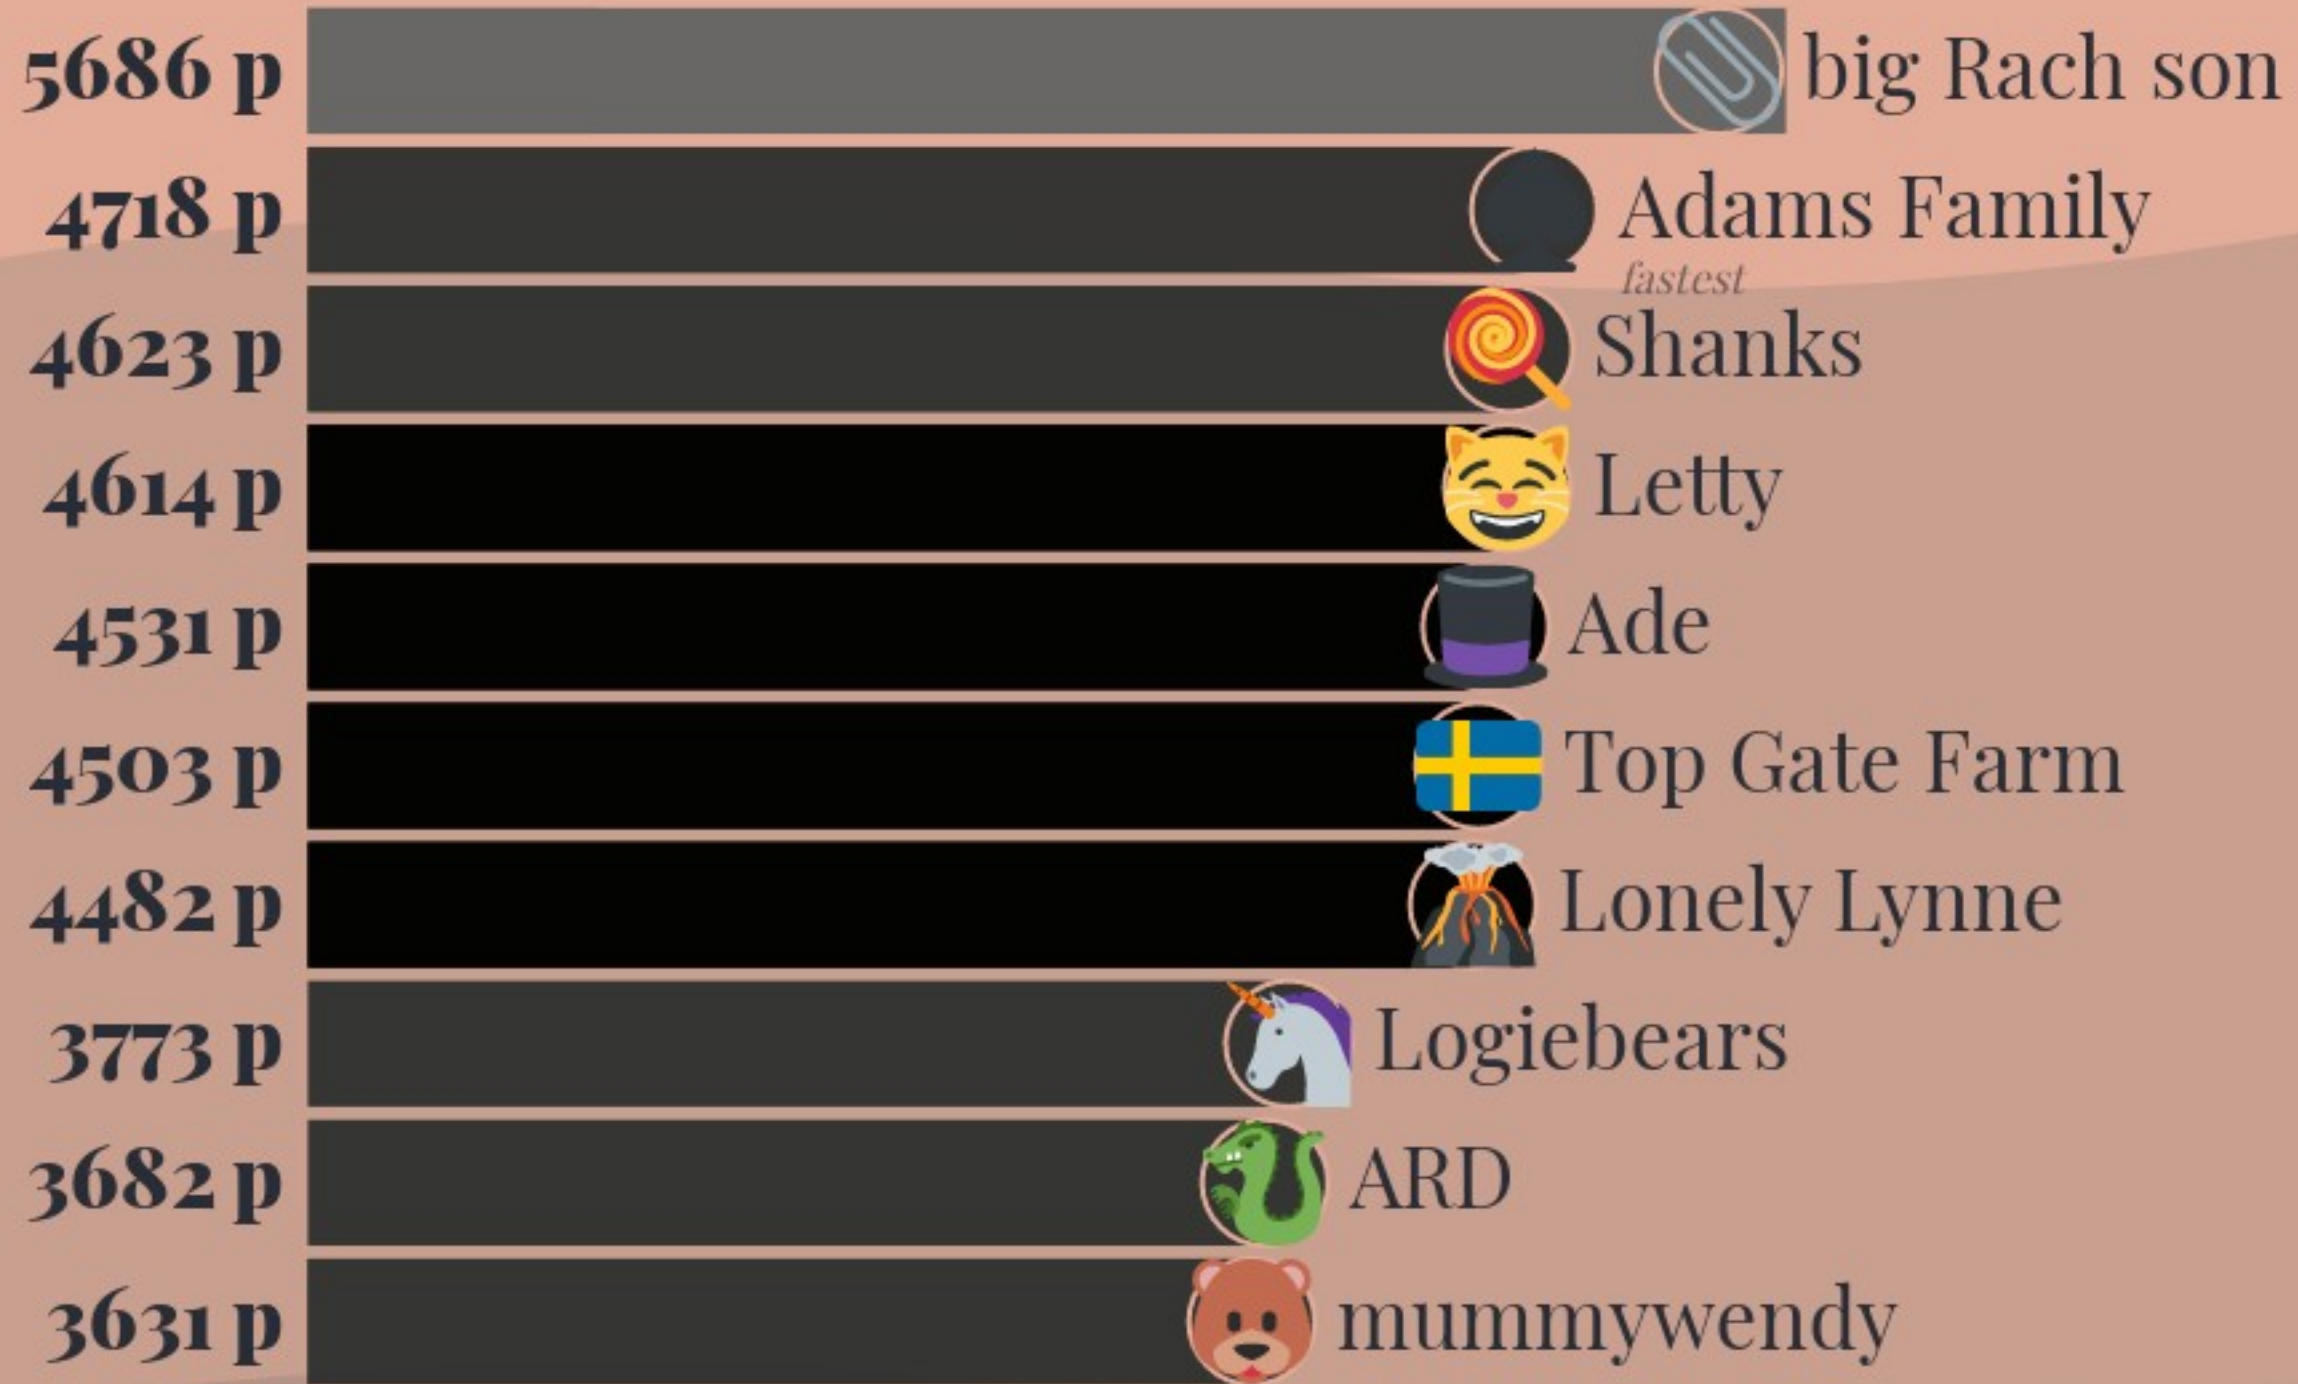 5686 p big Rach son
4718 p Adams Family
fastest
4623 p Shanks
4614 p Letty
4531 p Ade
4503 p Top Gate Farm
4482 p Lonely Lynne
3773 p Logiebears
3682 p ARD
3631 p mummywendy